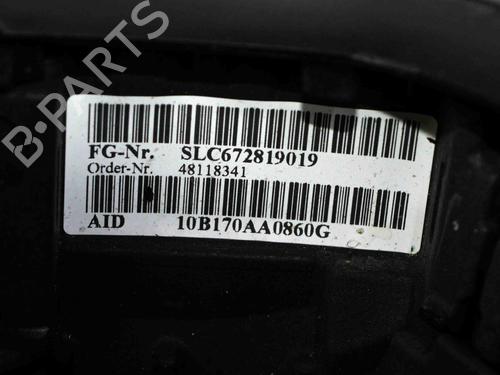 B-PARTS
FG-Nr. SLC672819019
Order-Nr. 48118341
AID 10B170AA0860G